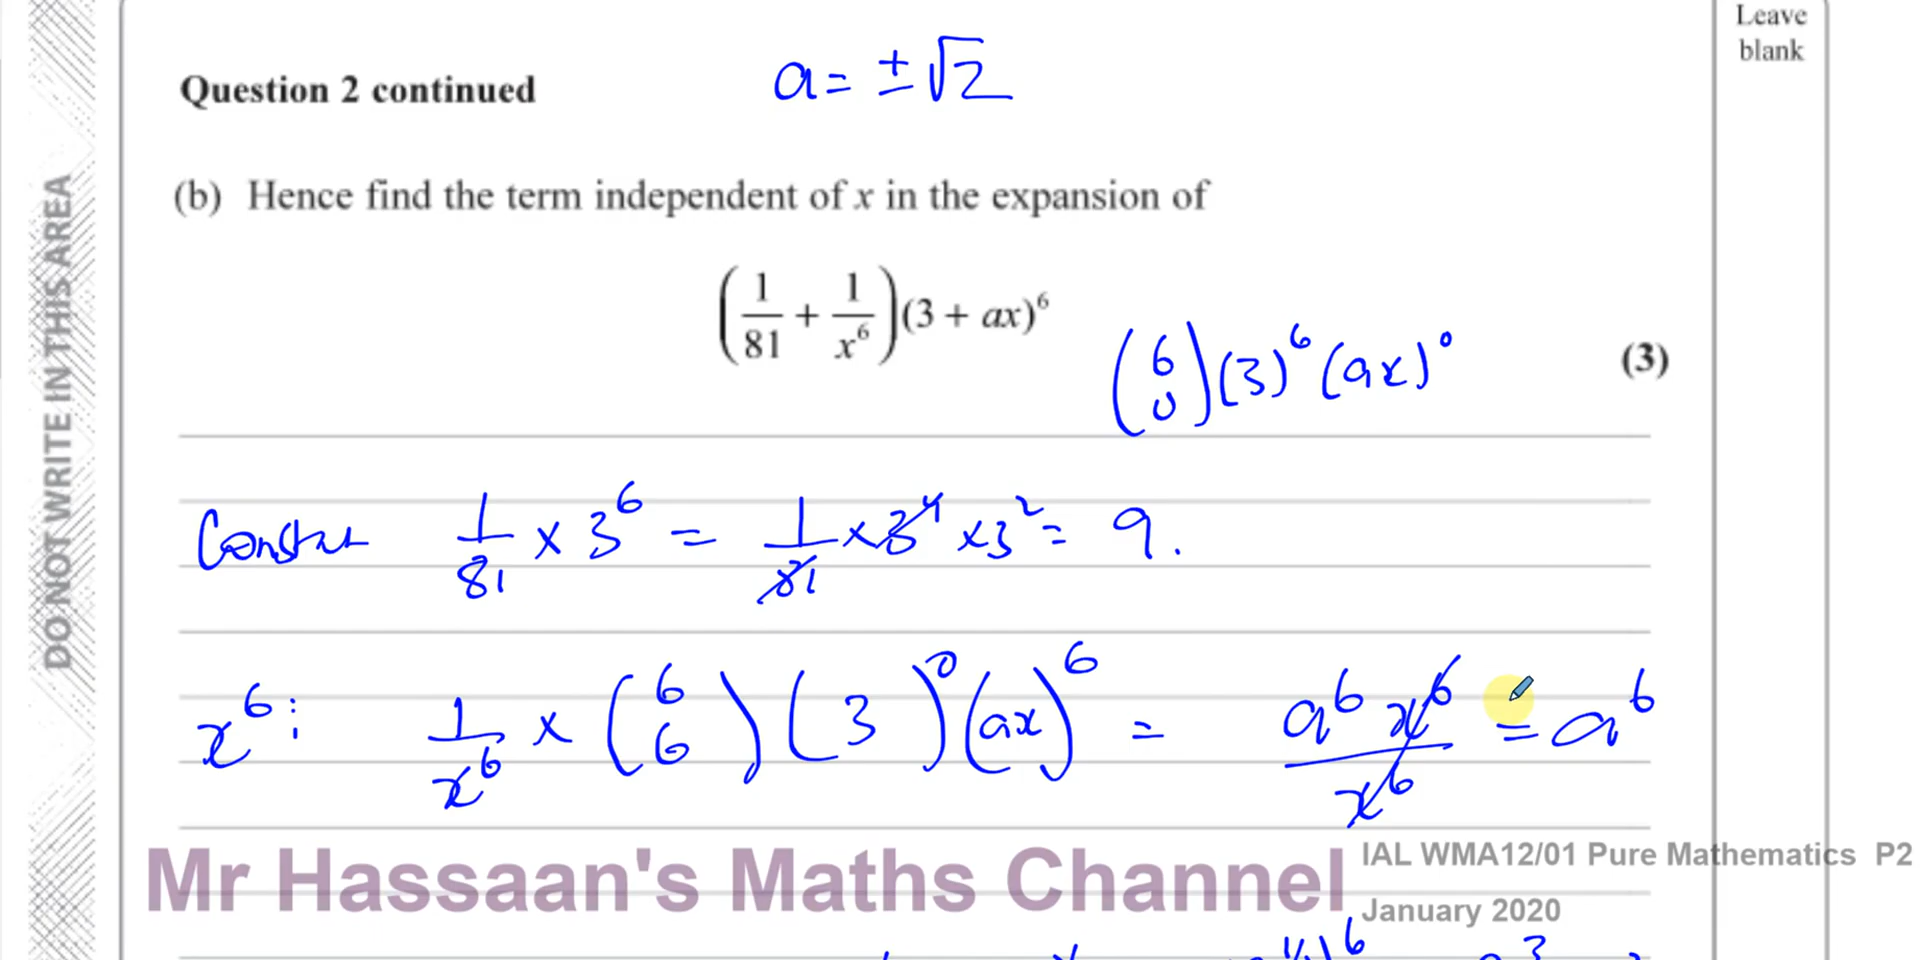 Leave
blank
a = ±√2
Question 2 continued
(b) Hence find the term independent of x in the expansion of
(1/81 + 1/x⁶)(3 + ax)⁶
(6 0)(3)⁶(ax)⁰
(3)
1/81 × 3⁶ = 1/81 × 3⁴ × 3² = 9.
x⁶: 1/x⁶ × (6 6)(3)⁰(ax)⁶ = a⁶x⁶/x⁶ = a⁶
Mr Hassaan's Maths Channel
IAL WMA12/01 Pure Mathematics P2
January 2020
DO NOT WRITE IN THIS AREA